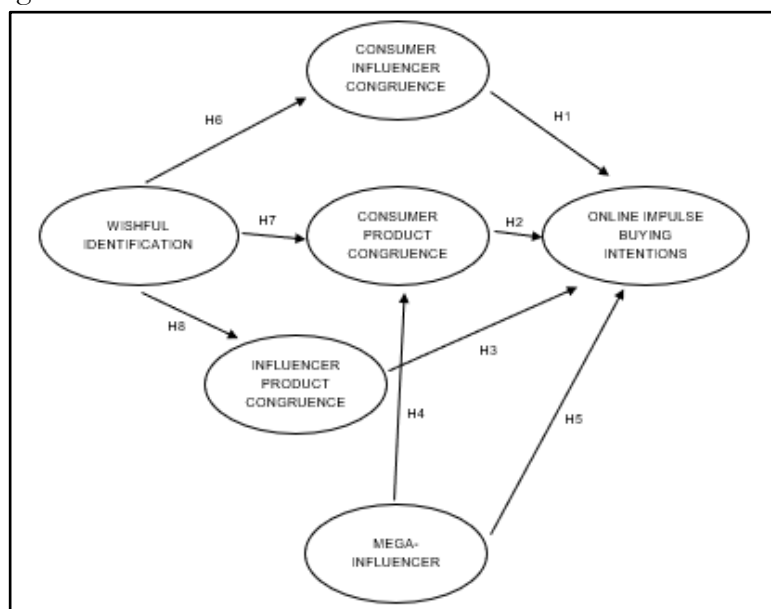 CONSUMER
INFLUENCER
CONGRUENCE
H6
H1
WISHFUL
IDENTIFICATION
H7
CONSUMER
PRODUCT
CONGRUENCE
H2
ONLINE IMPULSE
BUYING
INTENTIONS
H8
INFLUENCER
PRODUCT
CONGRUENCE
H3
H4
H5
MEGA-
INFLUENCER